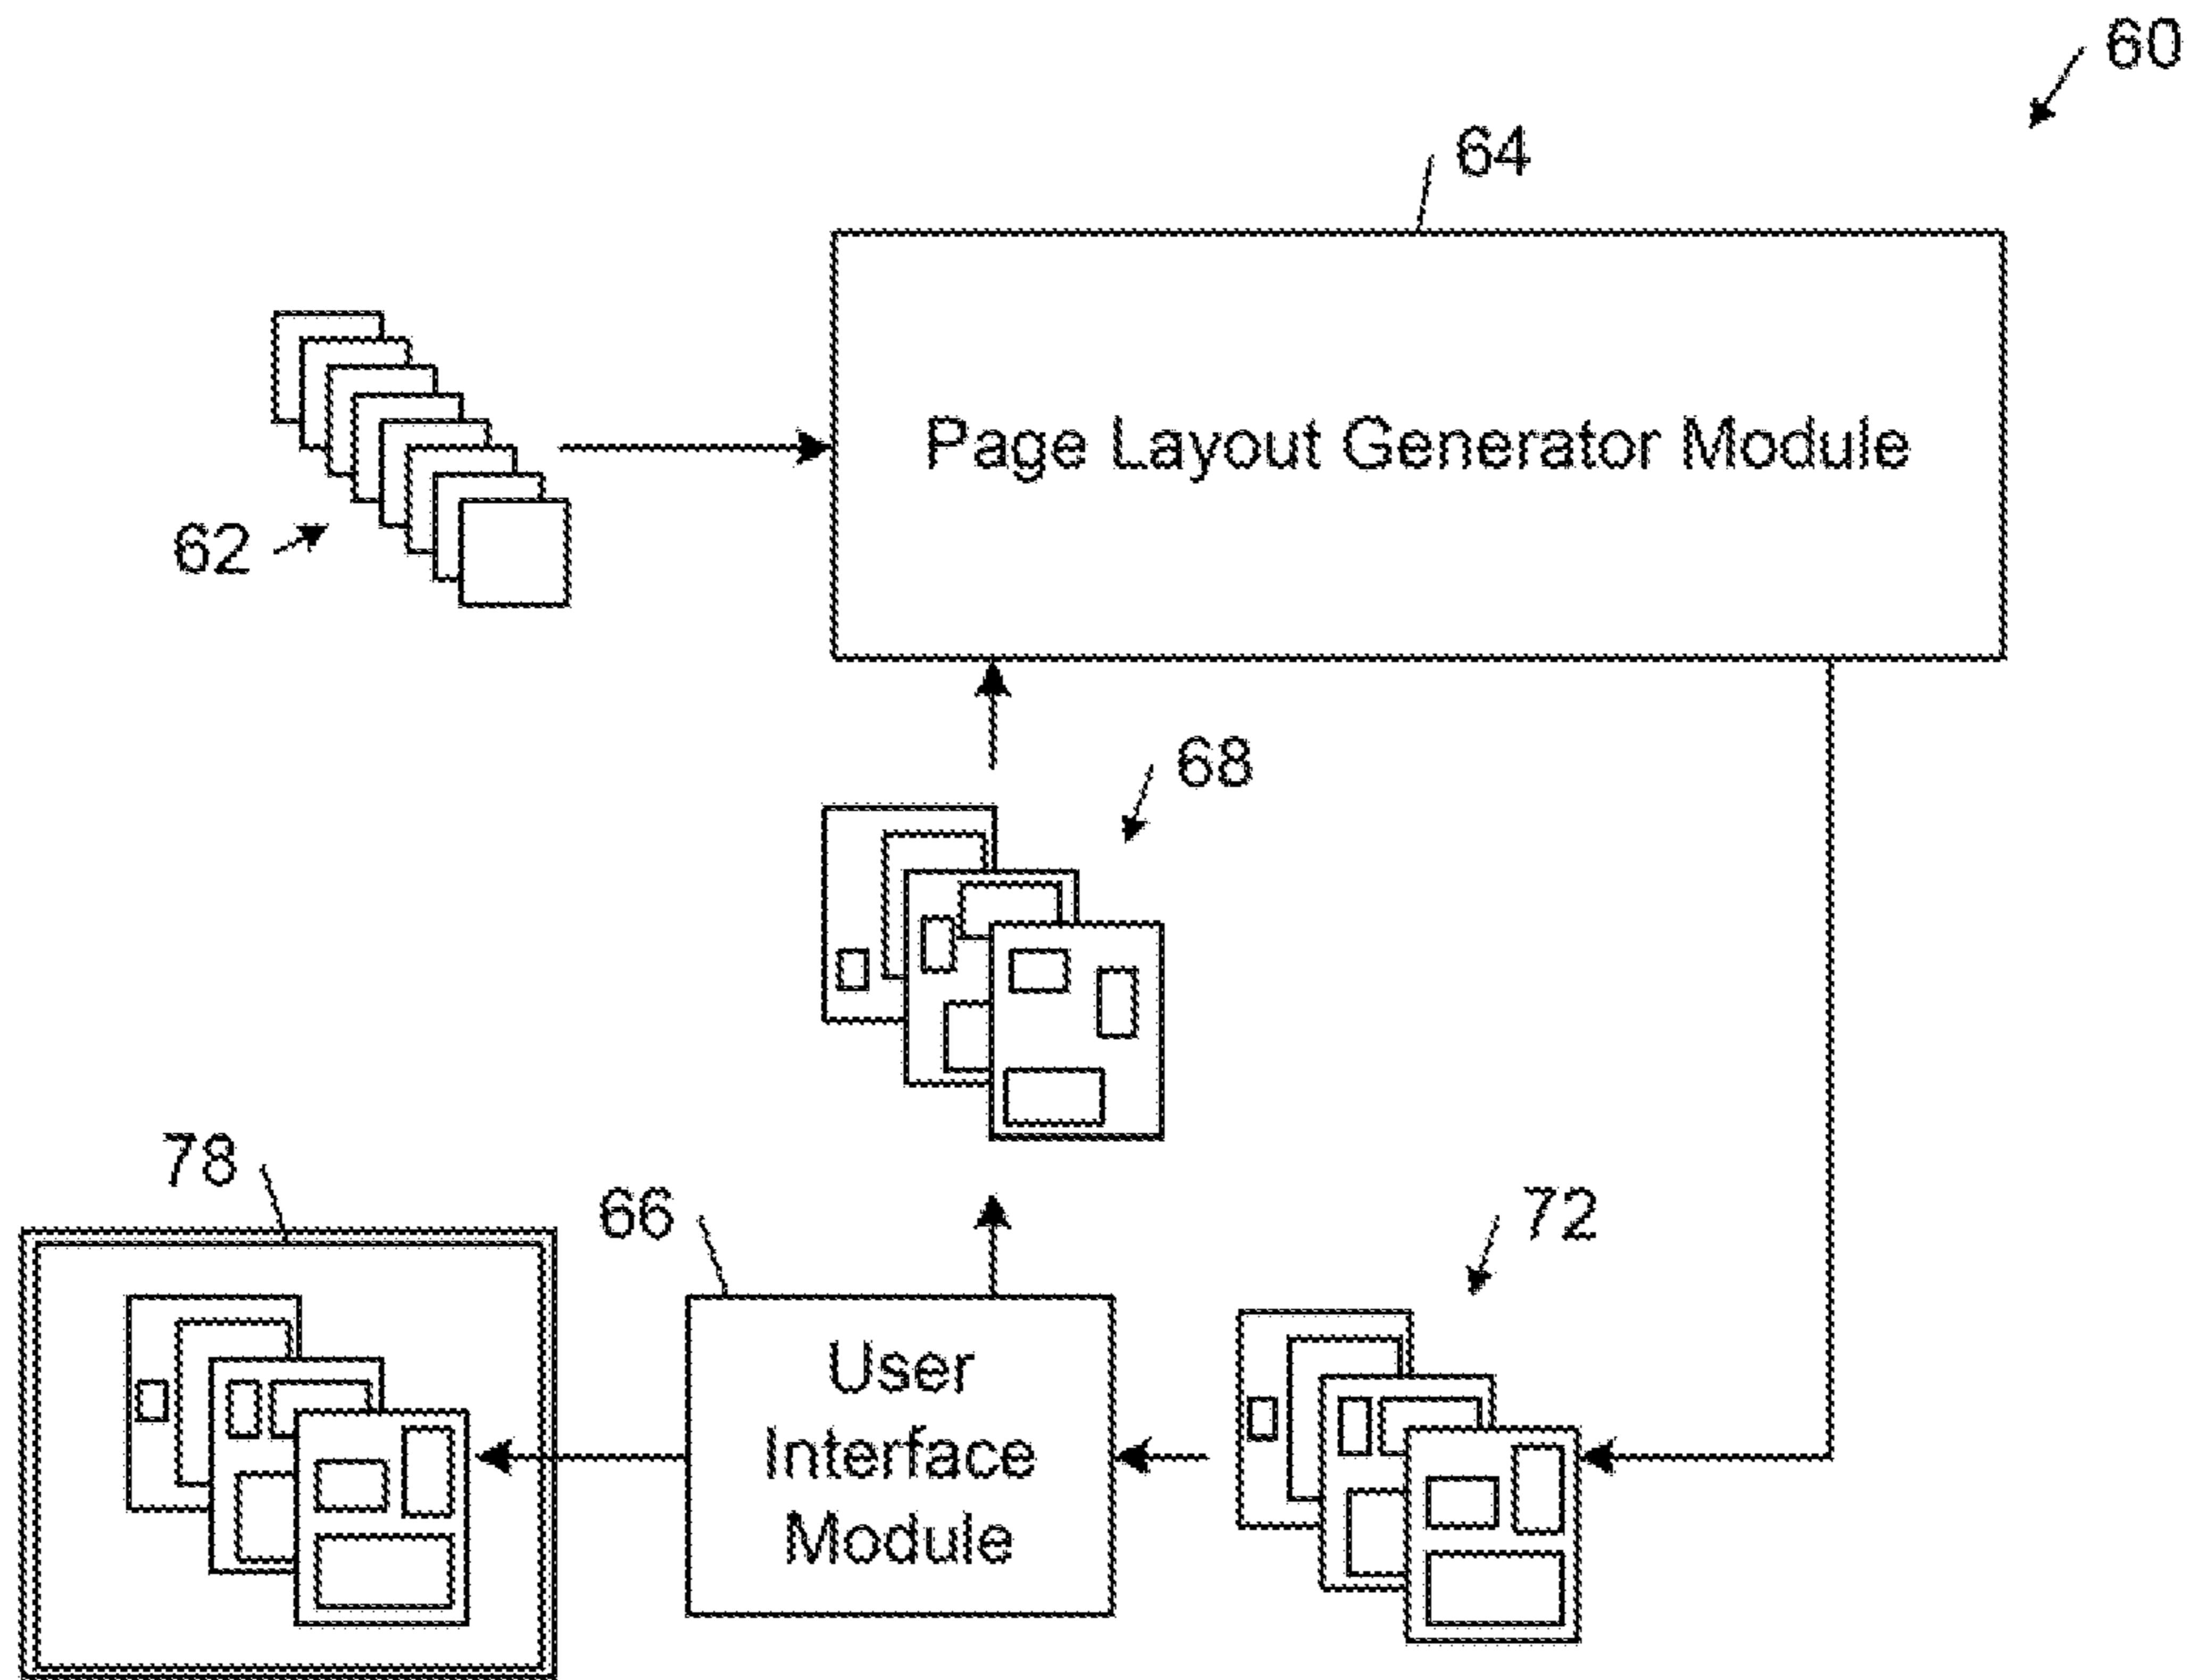 60
64
Page Layout Generator Module
62
68
78
66
72
User
Interface
Module